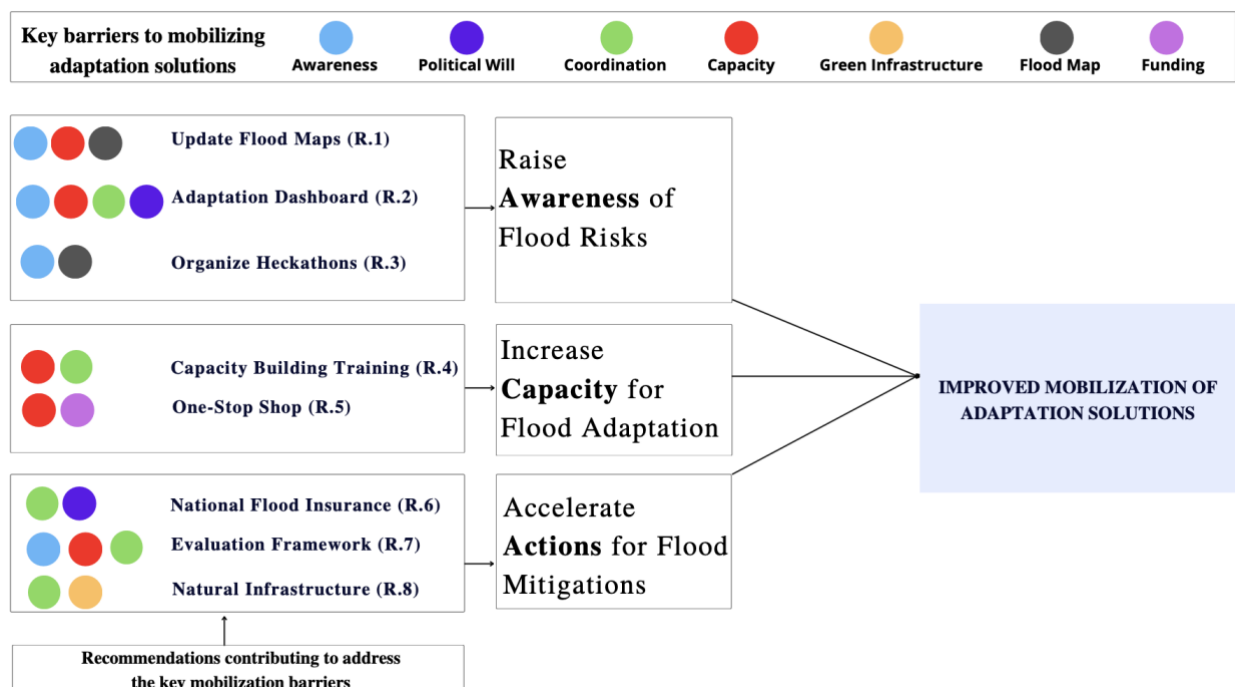 Key barriers to mobilizing
adaptation solutions
Awareness
Political Will
Coordination
Capacity
Green Infrastructure
Flood Map
Funding
Update Flood Maps (R.1)
Adaptation Dashboard (R.2)
Organize Heckathons (R.3)
Raise
Awareness of
Flood Risks
Capacity Building Training (R.4)
One-Stop Shop (R.5)
Increase
Capacity for
Flood Adaptation
National Flood Insurance (R.6)
Evaluation Framework (R.7)
Natural Infrastructure (R.8)
Accelerate
Actions for Flood
Mitigations
IMPROVED MOBILIZATION OF
ADAPTATION SOLUTIONS
Recommendations contributing to address
the key mobilization barriers